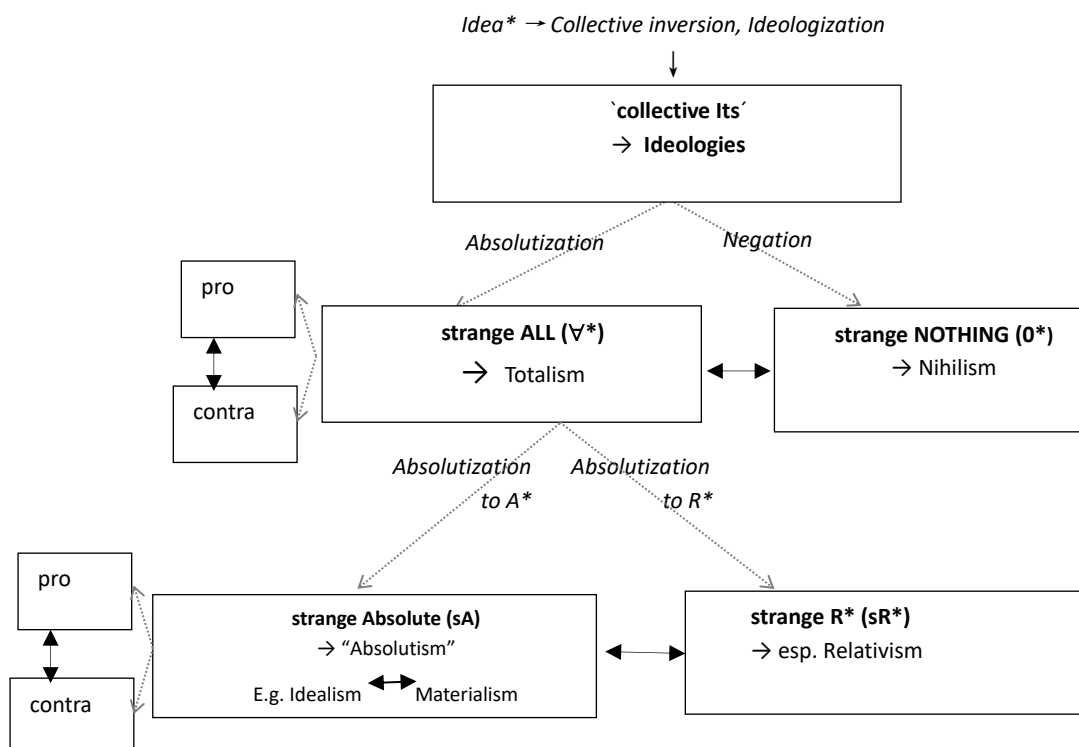 Idea* → Collective inversion, Ideologization
`collective Its´
→ Ideologies
Absolutization
Negation
pro
contra
strange ALL (∀*)
→ Totalism
strange NOTHING (0*)
→ Nihilism
Absolutization
to A*
Absolutization
to R*
pro
contra
strange Absolute (sA)
→ “Absolutism”
E.g. Idealism
Materialism
strange R* (sR*)
→ esp. Relativism